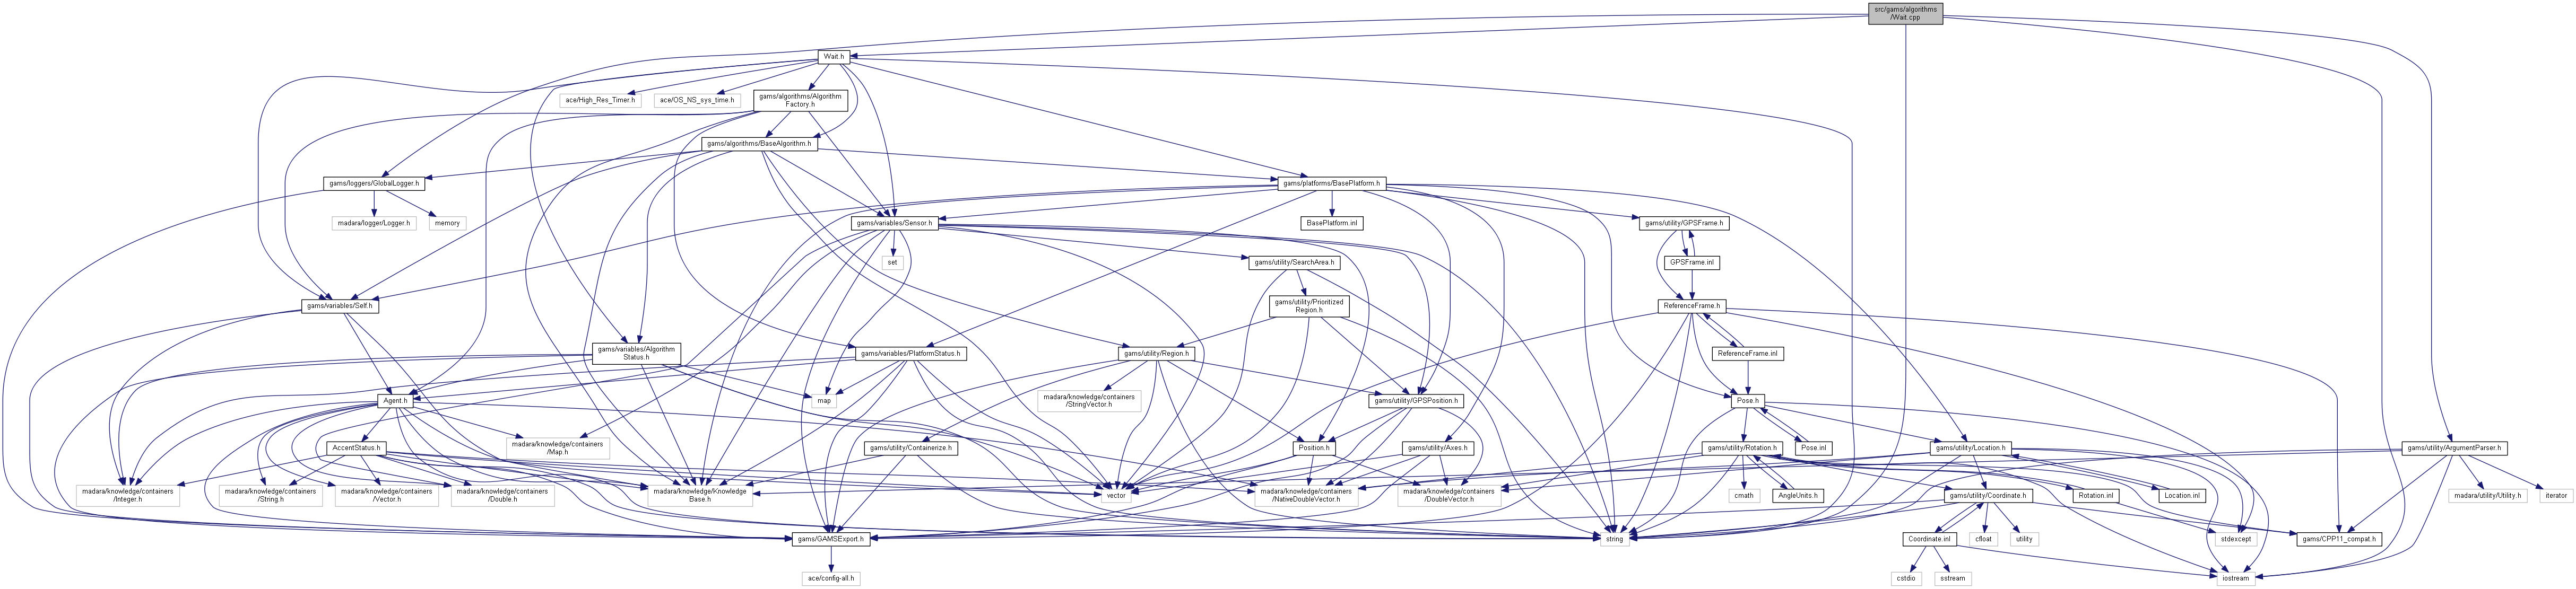 src/gams/algorithms
/Wait.cpp
Wait.h
ace/High_Res_Timer.h
ace/OS_NS_sys_time.h
gams/algorithms/Algorithm
Factory.h
gams/algorithms/BaseAlgorithm.h
gams/loggers/GlobalLogger.h
gams/platforms/BasePlatform.h
madara/logger/Logger.h
memory
gams/variables/Sensor.h
BasePlatform.inl
gams/utility/GPSFrame.h
set
gams/utility/SearchArea.h
GPSFrame.inl
gams/variables/Self.h
gams/utility/Prioritized
Region.h
ReferenceFrame.h
gams/variables/Algorithm
Status.h
gams/variables/PlatformStatus.h
gams/utility/Region.h
ReferenceFrame.inl
Agent.h
map
madara/knowledge/containers
/StringVector.h
gams/utility/GPSPosition.h
Pose.h
AccentStatus.h
madara/knowledge/containers
/Map.h
gams/utility/Containerize.h
Position.h
gams/utility/Axes.h
gams/utility/Rotation.h
Pose.inl
gams/utility/Location.h
gams/utility/ArgumentParser.h
madara/knowledge/containers
/Integer.h
madara/knowledge/containers
/String.h
madara/knowledge/containers
/Vector.h
madara/knowledge/containers
/Double.h
madara/knowledge/Knowledge
Base.h
vector
madara/knowledge/containers
/NativeDoubleVector.h
madara/knowledge/containers
/DoubleVector.h
cmath
AngleUnits.h
gams/utility/Coordinate.h
Rotation.inl
Location.inl
madara/utility/Utility.h
iterator
gams/GAMSExport.h
string
Coordinate.inl
cfloat
utility
stdexcept
gams/CPP11_compat.h
ace/config-all.h
cstdio
sstream
iostream